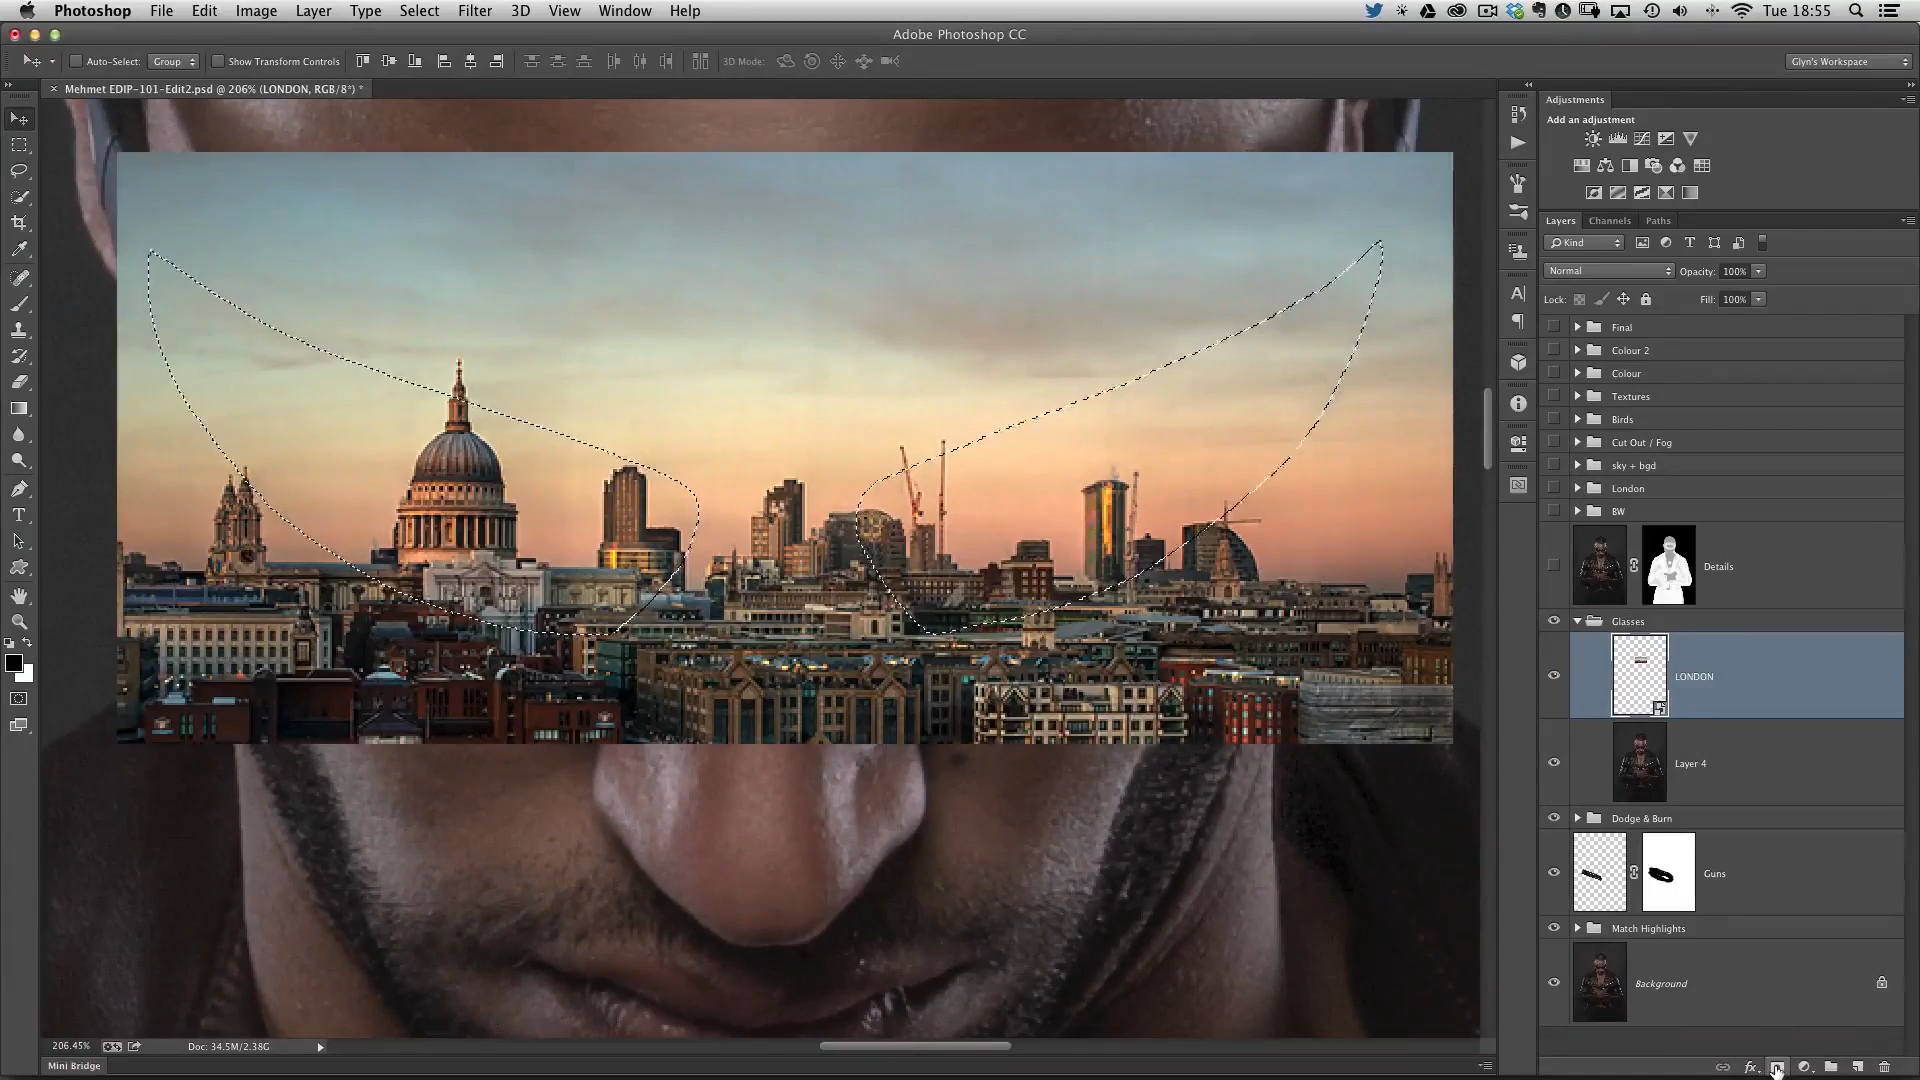 Photoshop File Edit Image Layer Type Select Filter 3D View Window Help
Tue 18:55
Adobe Photoshop CC
Auto-Select: Group Show Transform Controls 3D Mode: Glyn's Workspace
× Mehmet EDIP-101-Edit2.psd @ 206% (LONDON, RGB/8*) *
Adjustments
Add an adjustment
Layers Channels Paths
Kind
Normal Opacity: 100%
Lock: Fill: 100%
Final
Colour 2
Colour
Textures
Birds
Cut Out / Fog
sky + bgd
London
BW
Details
Glasses
LONDON
Layer 4
Dodge & Burn
Guns
Match Highlights
Background
206.45% Doc: 34.5M/2.38G
Mini Bridge
fx